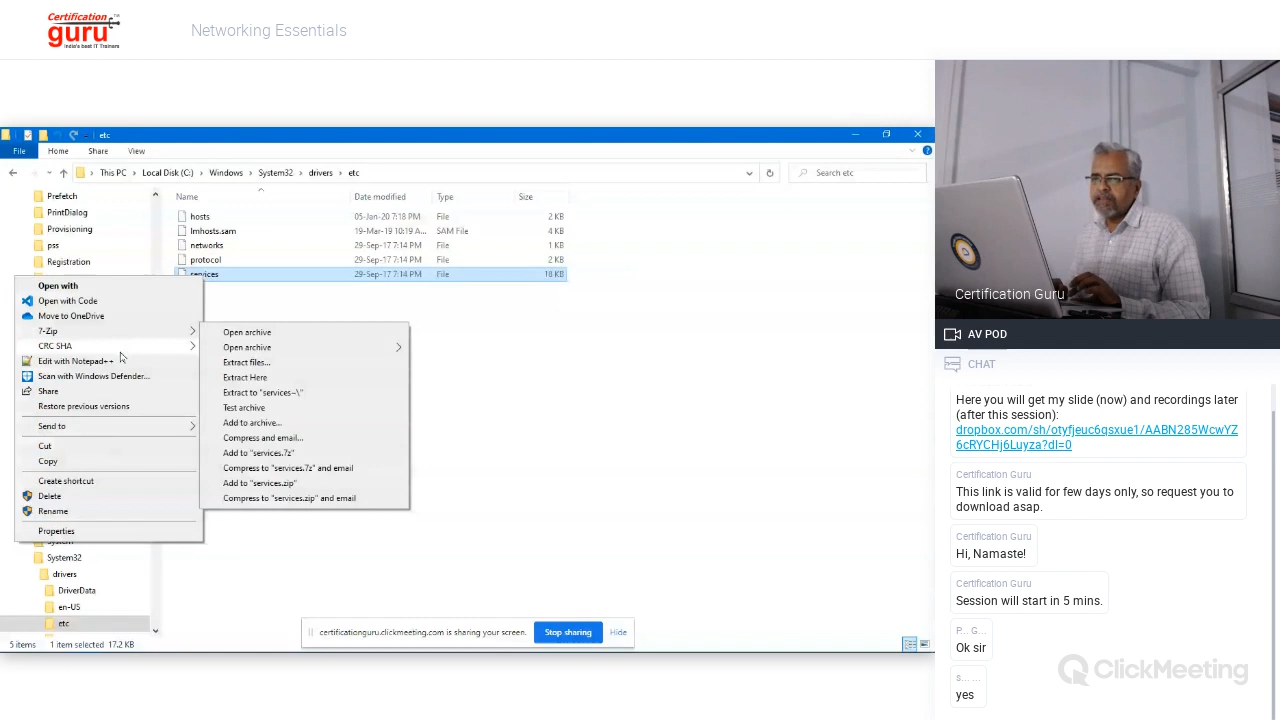 Certification
guru
India's best IT Trainers
Networking Essentials
etc
File
Home
Share
View
This PC
Local Disk (C:)
Windows
System32
drivers
etc
Search etc
Prefetch
PrintDialog
Provisioning
pss
Registration
Name
Date modified
Type
Size
hosts
05-Jan-20 7:18 PM
File
2 KB
lmhosts.sam
19-Mar-19 10:19 A...
SAM File
4 KB
networks
29-Sep-17 7:14 PM
File
1 KB
protocol
29-Sep-17 7:14 PM
File
2 KB
services
29-Sep-17 7:14 PM
File
18 KB
Open with
Open with Code
Move to OneDrive
7-Zip
CRC SHA
Edit with Notepad++
Scan with Windows Defender...
Share
Restore previous versions
Send to
Cut
Copy
Create shortcut
Delete
Rename
Properties
Open archive
Open archive
Extract files...
Extract Here
Extract to "services~\"
Test archive
Add to archive...
Compress and email...
Add to "services.7z"
Compress to "services.7z" and email
Add to "services.zip"
Compress to "services.zip" and email
System32
drivers
DriverData
en-US
etc
5 items
1 item selected 17.2 KB
certificationguru.clickmeeting.com is sharing your screen.
Stop sharing
Hide
Certification Guru
AV POD
CHAT
Here you will get my slide (now) and recordings later
(after this session):
dropbox.com/sh/otyfjeuc6qsxue1/AABN285WcwYZ
6cRYCHj6Luyza?dl=0
Certification Guru
This link is valid for few days only, so request you to
download asap.
Certification Guru
Hi, Namaste!
Certification Guru
Session will start in 5 mins.
P... G...
Ok sir
s... ...
yes
ClickMeeting